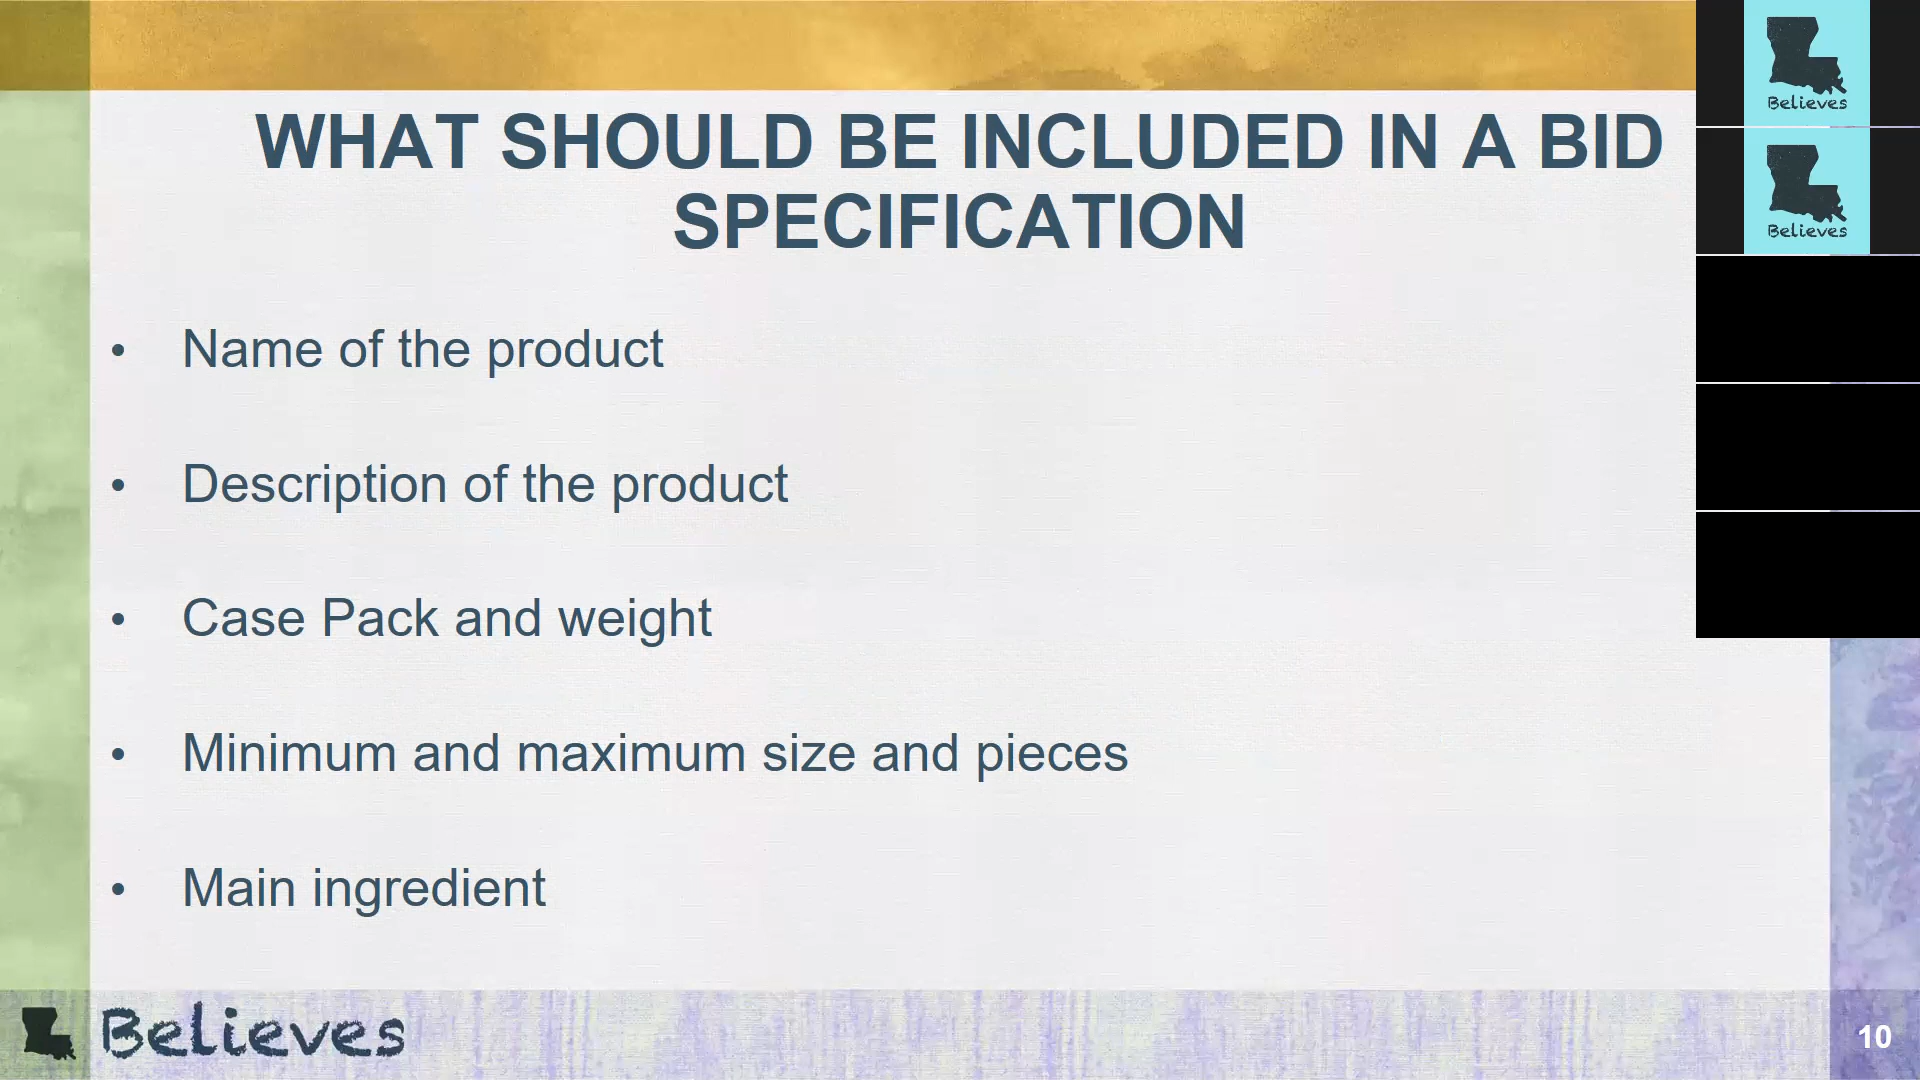 WHAT SHOULD BE INCLUDED IN A BID
SPECIFICATION
• Name of the product
• Description of the product
• Case Pack and weight
• Minimum and maximum size and pieces
• Main ingredient
Believes
10
Believes
Believes